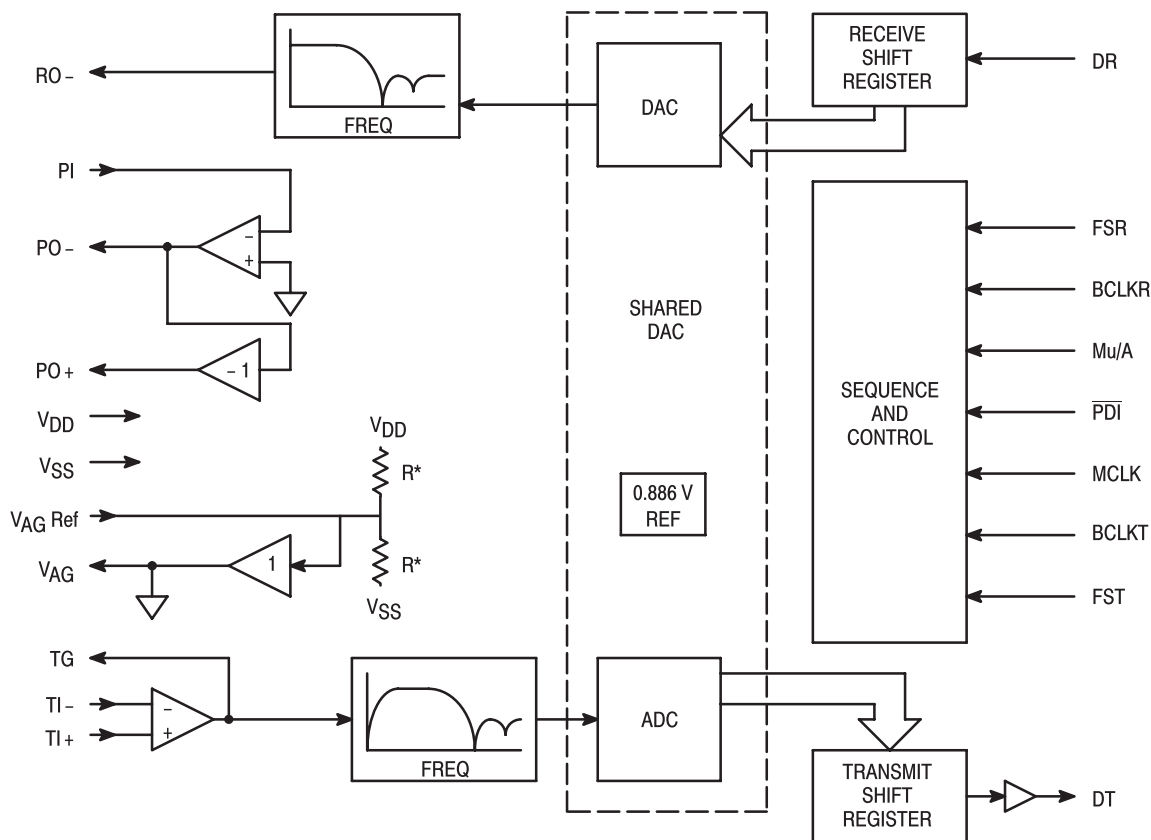 RO –
FREQ
DAC
RECEIVE
SHIFT
REGISTER
DR
PI
PO –
–
+
PO +
– 1
VDD
VSS
VAG Ref
VAG
1
VDD
R*
R*
VSS
SHARED
DAC
0.886 V
REF
SEQUENCE
AND
CONTROL
FSR
BCLKR
Mu/A
P̅D̅I̅
MCLK
BCLKT
FST
TG
TI –
TI +
–
+
FREQ
ADC
TRANSMIT
SHIFT
REGISTER
DT